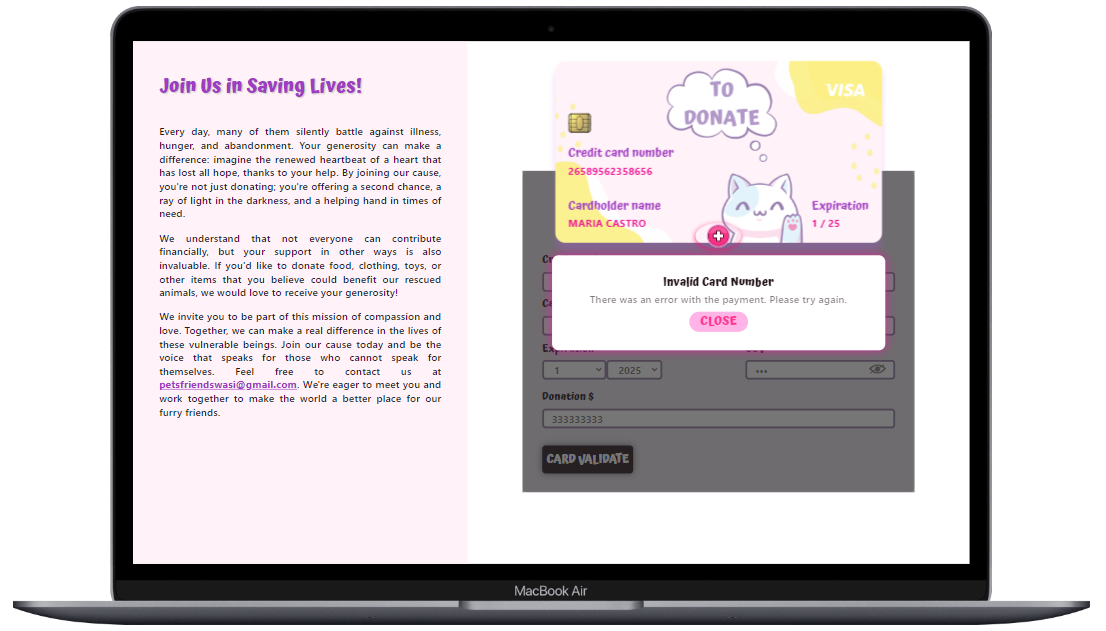 Join Us in Saving Lives!
Every day, many of them silently battle against illness,
hunger, and abandonment. Your generosity can make a
difference: imagine the renewed heartbeat of a heart that
has lost all hope, thanks to your help. By joining our cause,
you're not just donating; you're offering a second chance, a
ray of light in the darkness, and a helping hand in times of
need.
We understand that not everyone can contribute
financially, but your support in other ways is also
invaluable. If you'd like to donate food, clothing, toys, or
other items that you believe could benefit our rescued
animals, we would love to receive your generosity!
We invite you to be part of this mission of compassion and
love. Together, we can make a real difference in the lives of
these vulnerable beings. Join our cause today and be the
voice that speaks for those who cannot speak for
themselves. Feel free to contact us at
petsfriendswasi@gmail.com. We're eager to meet you and
work together to make the world a better place for our
furry friends.
TO
DONATE
VISA
Credit card number
26589562358656
Cardholder name
MARIA CASTRO
Expiration
1 / 25
Invalid Card Number
There was an error with the payment. Please try again.
CLOSE
1
2025
•••
Donation $
333333333
CARD VALIDATE
MacBook Air